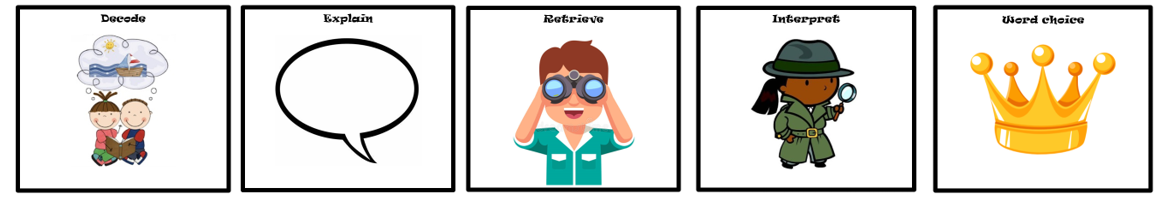 Decode
Explain
Retrieve
Interpret
Word choice